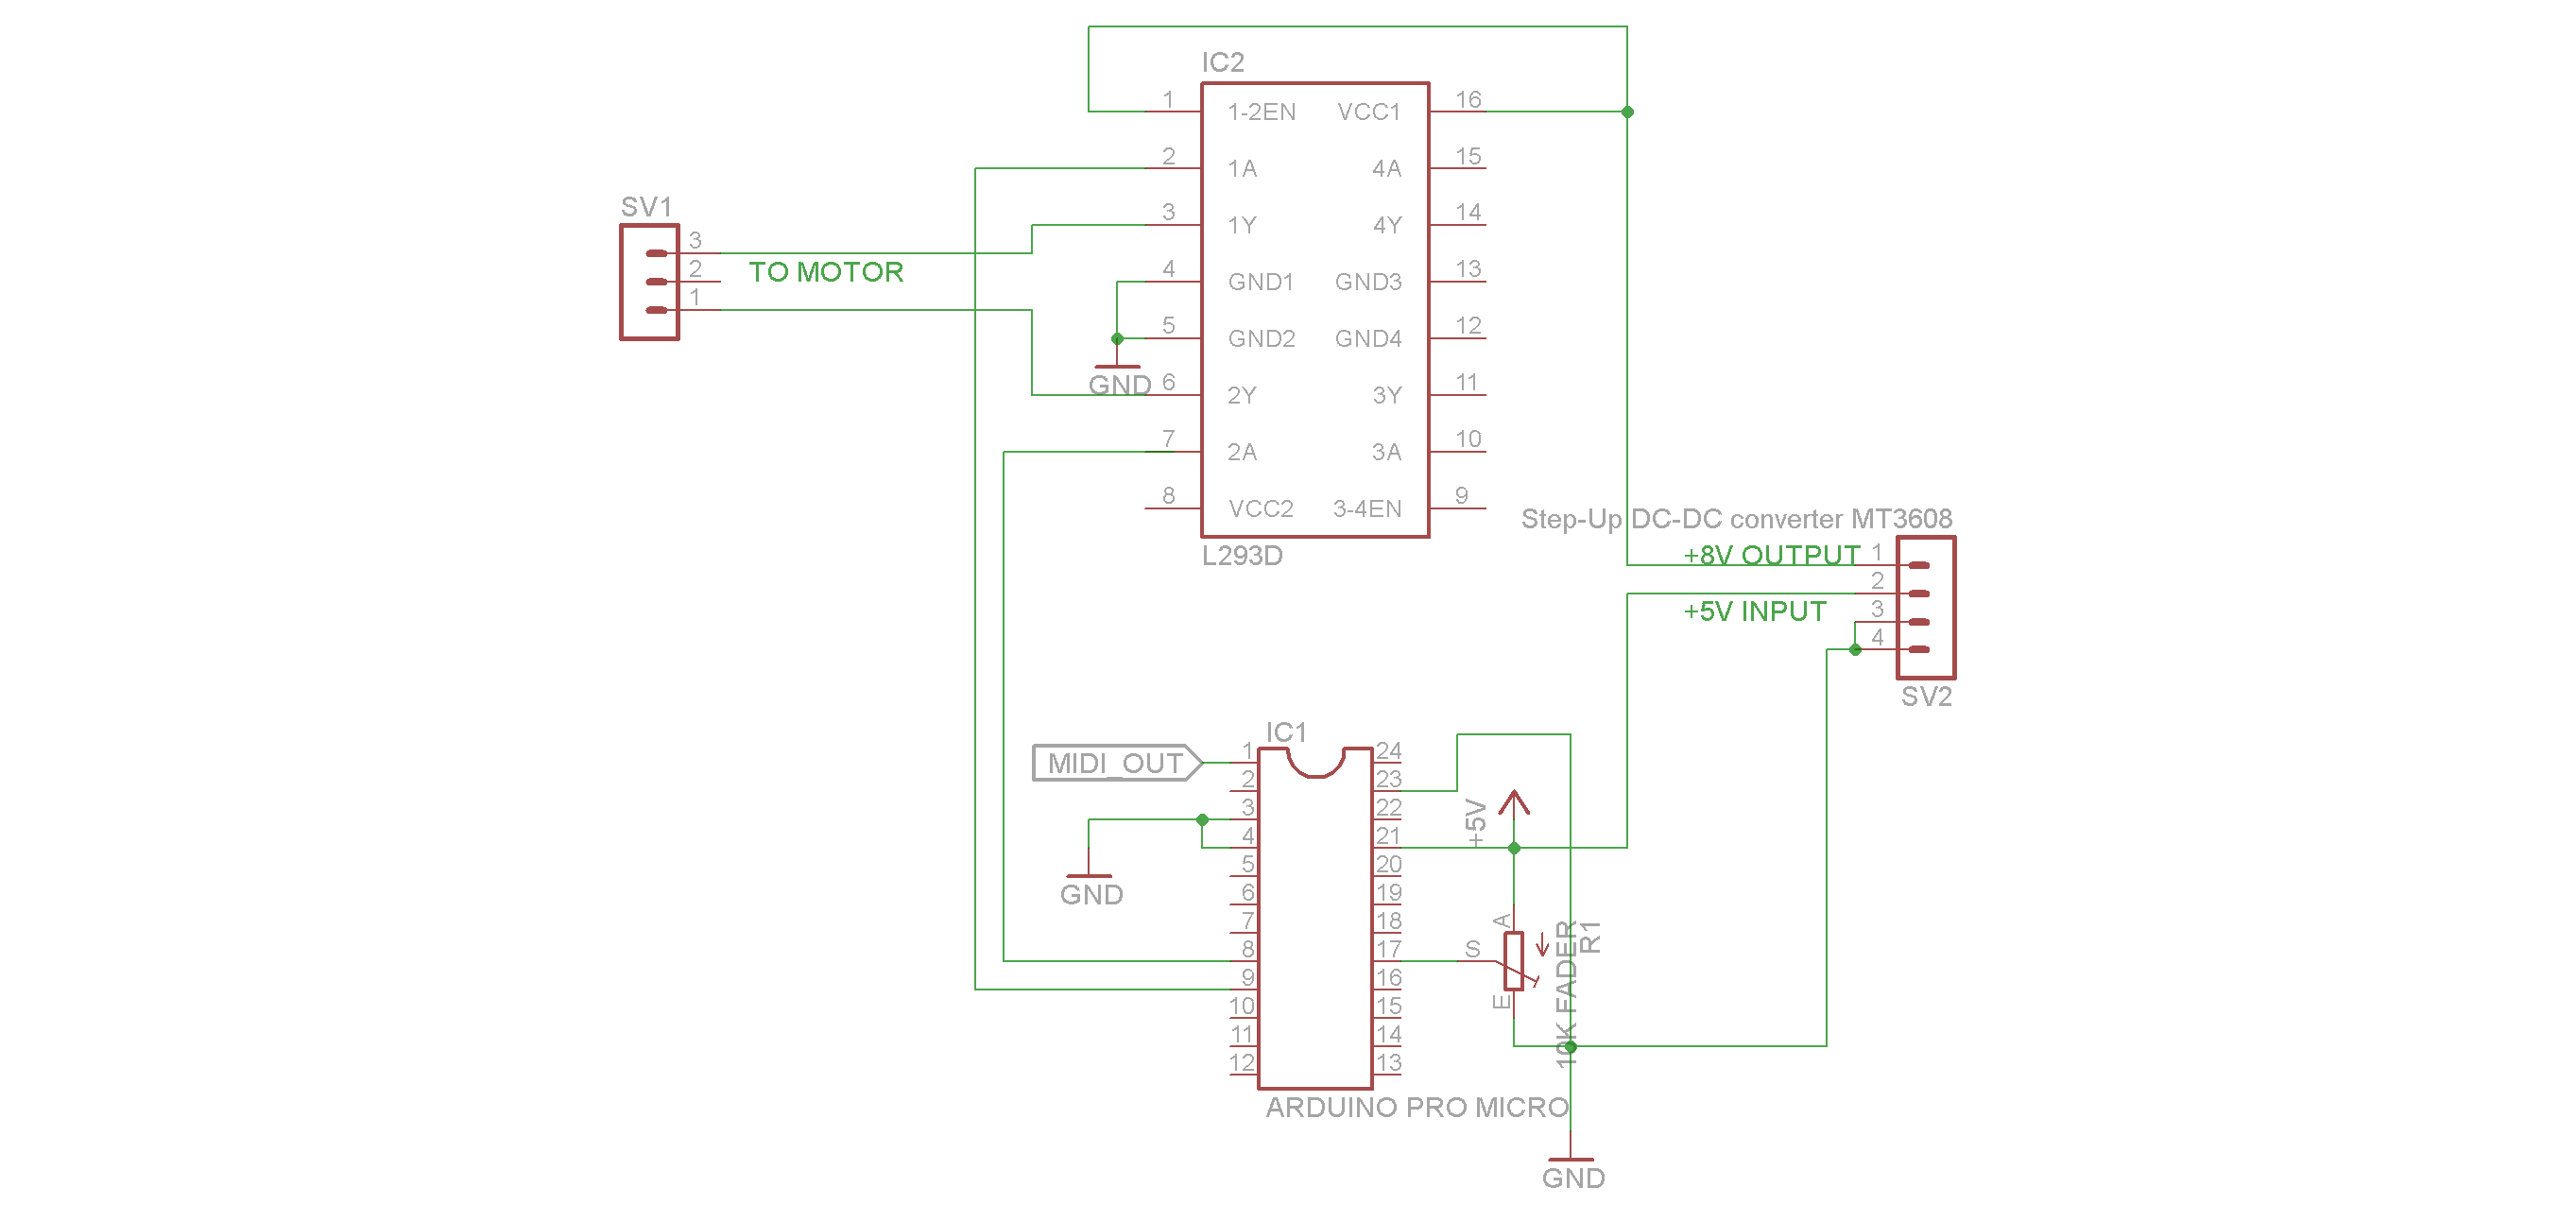 IC2
1 1-2EN VCC1 16
2 1A 4A 15
3 1Y 4Y 14
4 GND1 GND3 13
5 GND2 GND4 12
6 2Y 3Y 11
7 2A 3A 10
8 VCC2 3-4EN 9
L293D
GND
SV1
3
2
1
TO MOTOR
Step-Up DC-DC converter MT3608
+8V OUTPUT 1
2
+5V INPUT 3
4
SV2
IC1
MIDI_OUT
1 24
2 23
3 22
4 21
5 20
6 19
7 18
8 17
9 16
10 15
11 14
12 13
GND
ARDUINO PRO MICRO
+5V
A
S
E
10K FADER
R1
GND